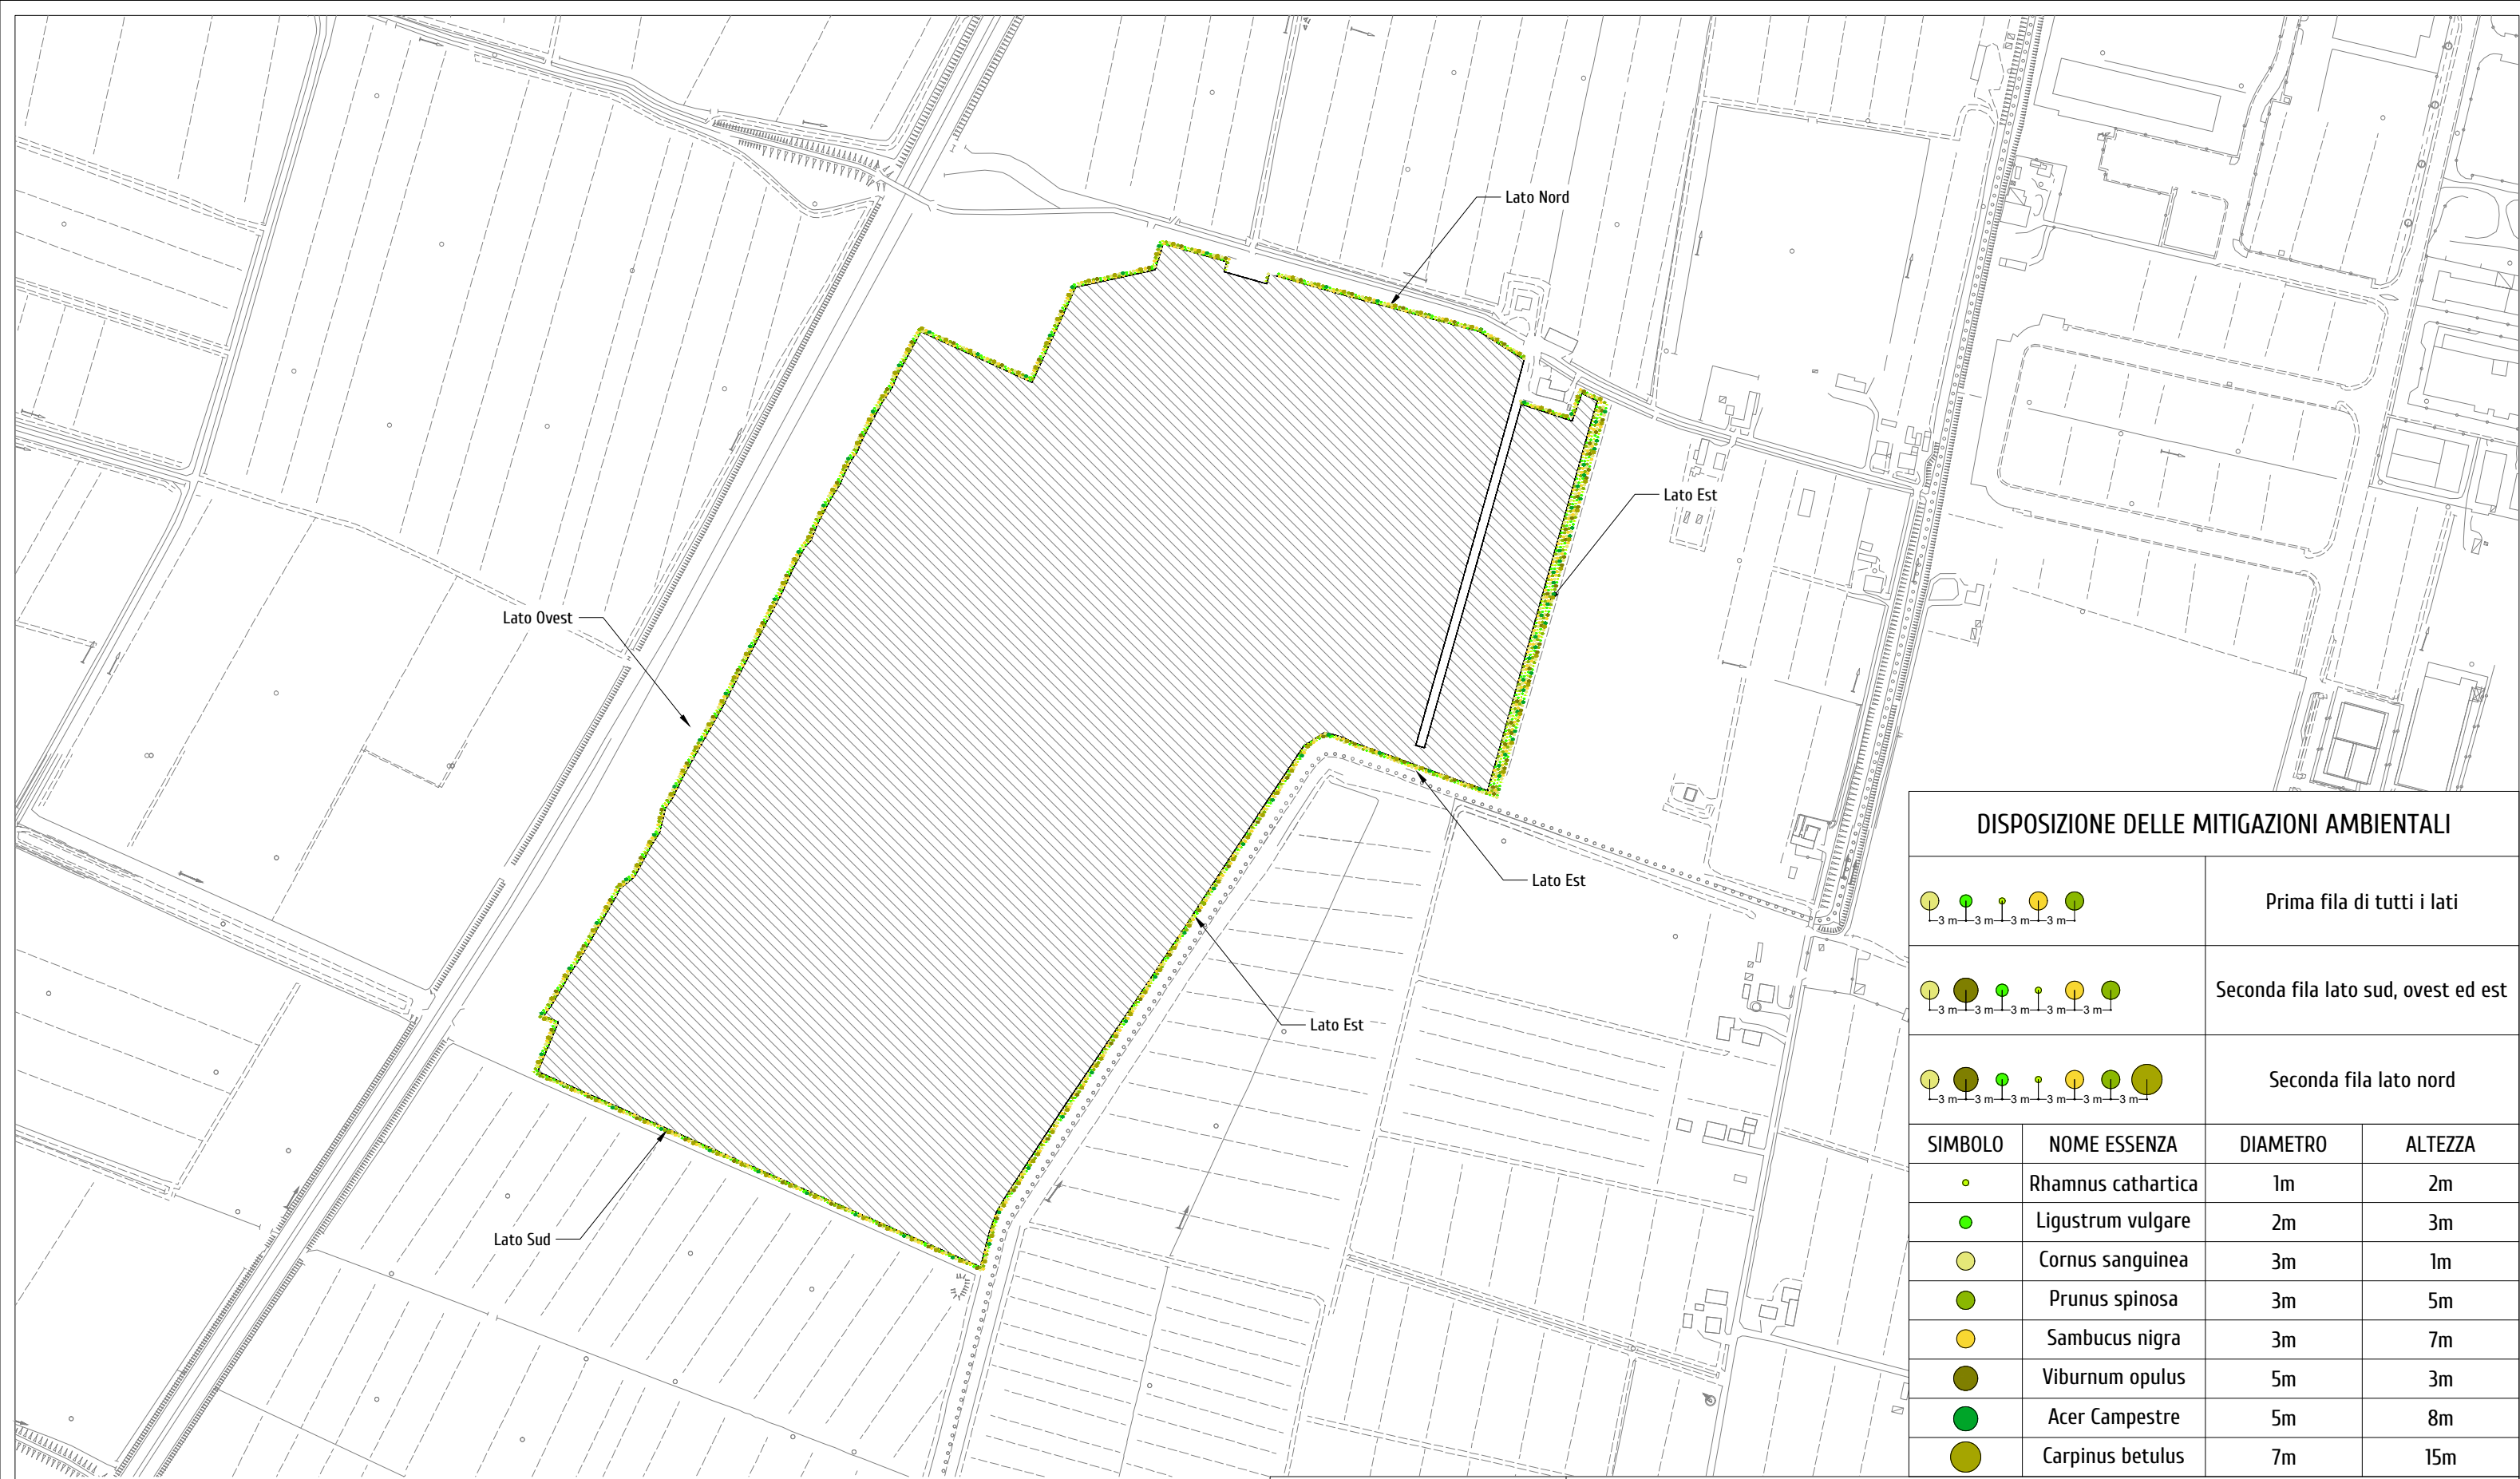 Lato Nord
Lato Est
Lato Ovest
Lato Est
Lato Est
Lato Sud
DISPOSIZIONE DELLE MITIGAZIONI AMBIENTALI
3 m 3 m 3 m 3 m
Prima fila di tutti i lati
3 m 3 m 3 m 3 m 3 m
Seconda fila lato sud, ovest ed est
3 m 3 m 3 m 3 m 3 m 3 m
Seconda fila lato nord
SIMBOLO NOME ESSENZA DIAMETRO ALTEZZA
Rhamnus cathartica 1m 2m
Ligustrum vulgare 2m 3m
Cornus sanguinea 3m 1m
Prunus spinosa 3m 5m
Sambucus nigra 3m 7m
Viburnum opulus 5m 3m
Acer Campestre 5m 8m
Carpinus betulus 7m 15m